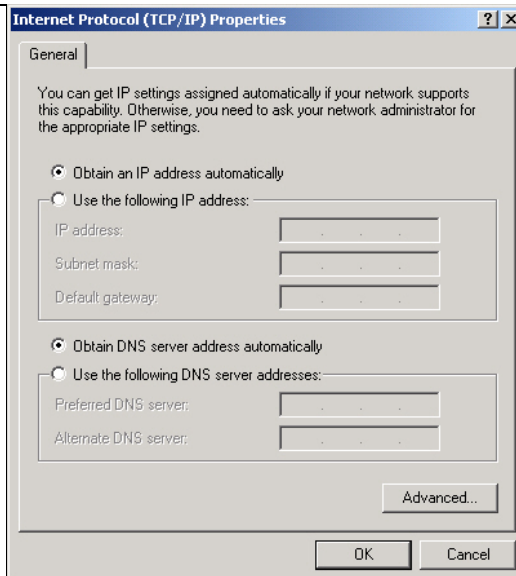 Internet Protocol (TCP/IP) Properties
General
You can get IP settings assigned automatically if your network supports
this capability. Otherwise, you need to ask your network administrator for
the appropriate IP settings.
Obtain an IP address automatically
Use the following IP address:
IP address:
Subnet mask:
Default gateway:
Obtain DNS server address automatically
Use the following DNS server addresses:
Preferred DNS server:
Alternate DNS server:
Advanced...
OK Cancel